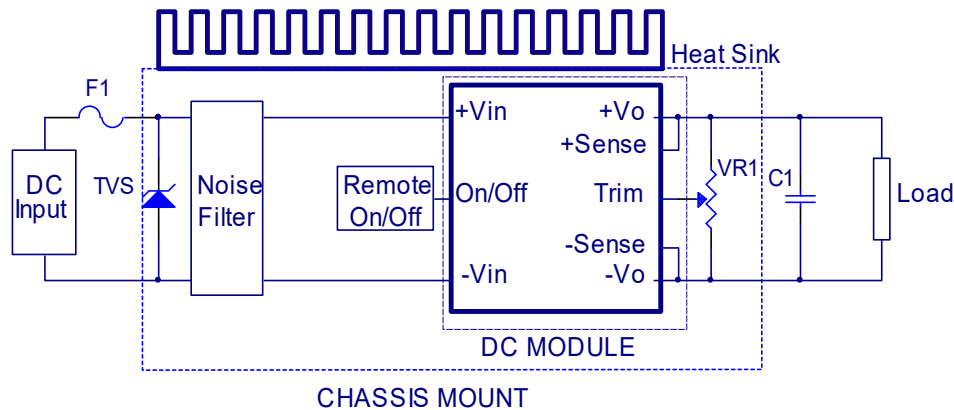 Heat Sink
F1
+Vin
+Vo
+Sense
DC
Input
TVS
Noise
Filter
Remote
On/Off
On/Off
Trim
VR1
C1
Load
-Sense
-Vin
-Vo
DC MODULE
CHASSIS MOUNT